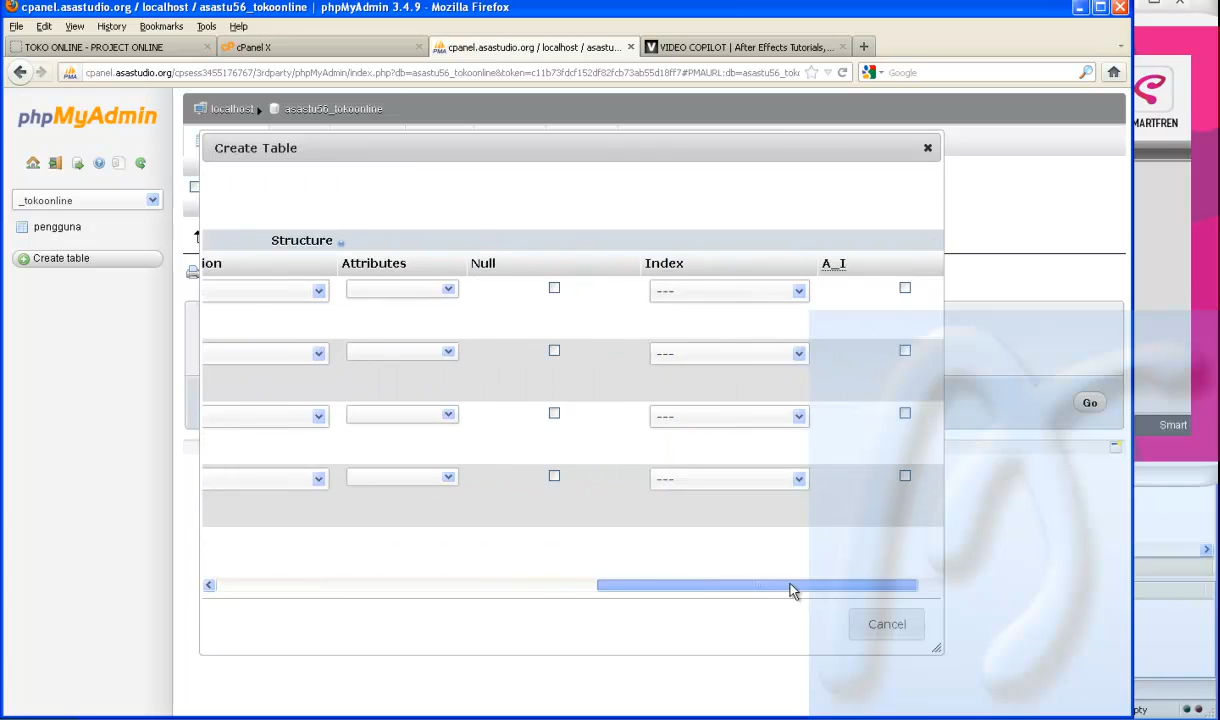 cpanel.asastudio.org / localhost / asastu56_tokoonline | phpMyAdmin 3.4.9 - Mozilla Firefox
File Edit View History Bookmarks Tools Help
TOKO ONLINE - PROJECT ONLINE
cPanel X
cpanel.asastudio.org / localhost / asastu...
VIDEO COPILOT | After Effects Tutorials,...
cpanel.asastudio.org/cpsess3455176767/3rdparty/phpMyAdmin/index.php?db=asastu56_tokoonline&token=c11b73fdcf152df82fcb73ab55d18ff7#PMAURL:db=asastu56_tok
Google
MARTFREN
phpMyAdmin
localhost
asastu56_tokoonline
Create Table
_tokoonline
pengguna
Create table
Structure
ion Attributes Null Index A_I
---
---
---
---
Go
Smart
Cancel
pty